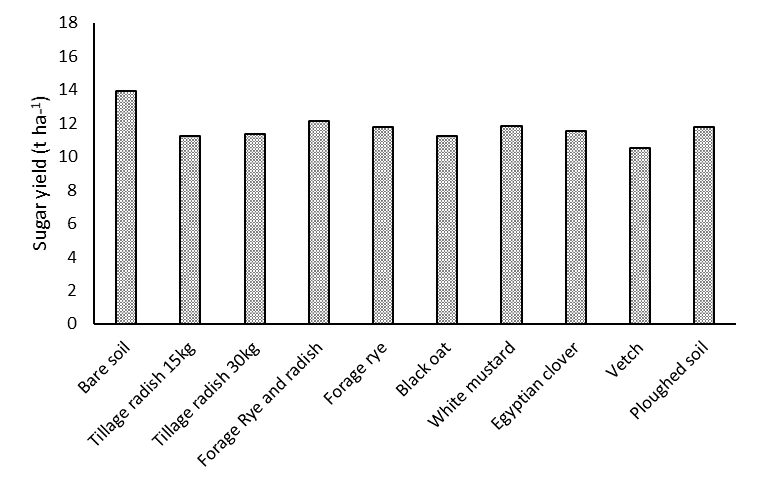 Sugar yield (t ha-¹)
18
16
14
12
10
8
6
4
2
0
Bare soil
Tillage radish 15kg
Tillage radish 30kg
Forage Rye and radish
Forage rye
Black oat
White mustard
Egyptian clover
Vetch
Ploughed soil